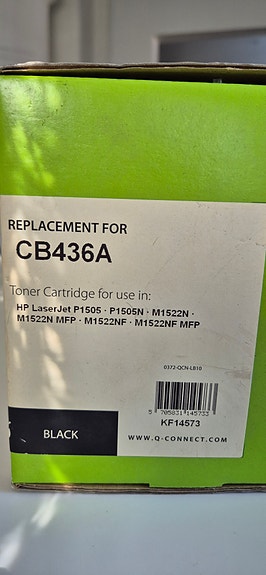 REPLACEMENT FOR
CB436A
Toner Cartridge for use in:
HP LaserJet P1505 · P1505N · M1522N ·
M1522N MFP · M1522NF · M1522NF MFP
0372-QCN-LB10
5 705831 145733
KF14573
BLACK
WWW.Q-CONNECT.COM